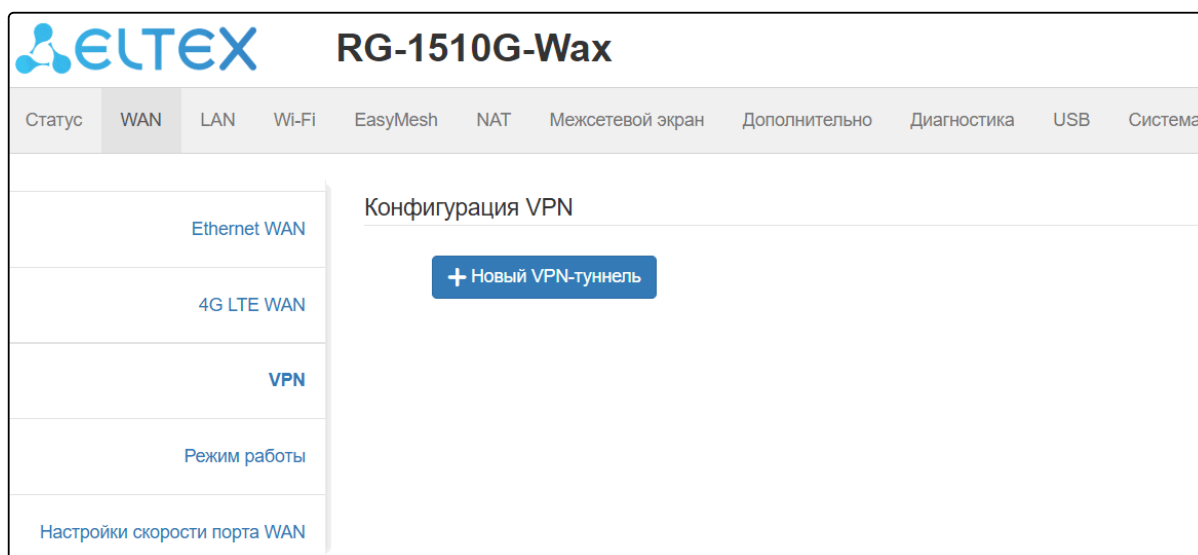 ELTEX RG-1510G-Wax
Статус WAN LAN Wi-Fi EasyMesh NAT Межсетевой экран Дополнительно Диагностика USB Система
Ethernet WAN
4G LTE WAN
VPN
Режим работы
Настройки скорости порта WAN
Конфигурация VPN
+ Новый VPN-туннель